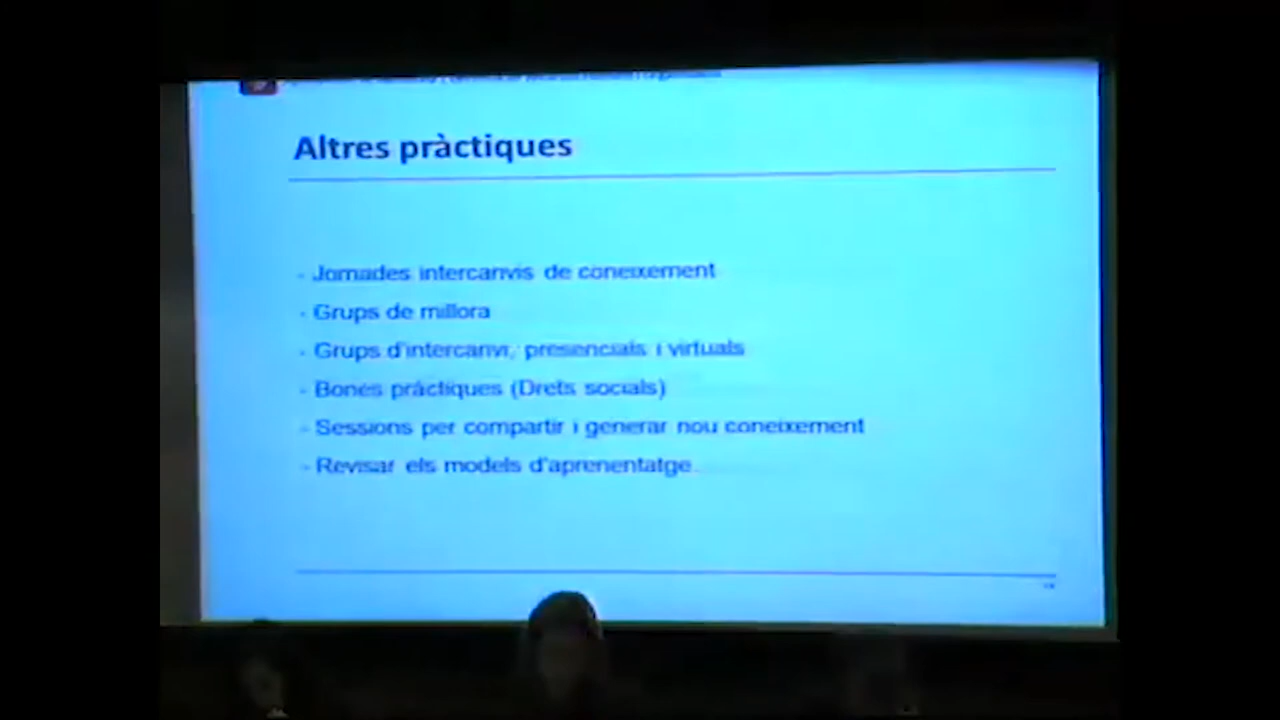 Altres pràctiques
- Jornades intercanvis de coneixement
- Grups de millora
- Grups d'intercanvi, presencials i virtuals
- Bones pràctiques (Drets socials)
- Sessions per compartir i generar nou coneixement
- Revisar els models d'aprenentatge.